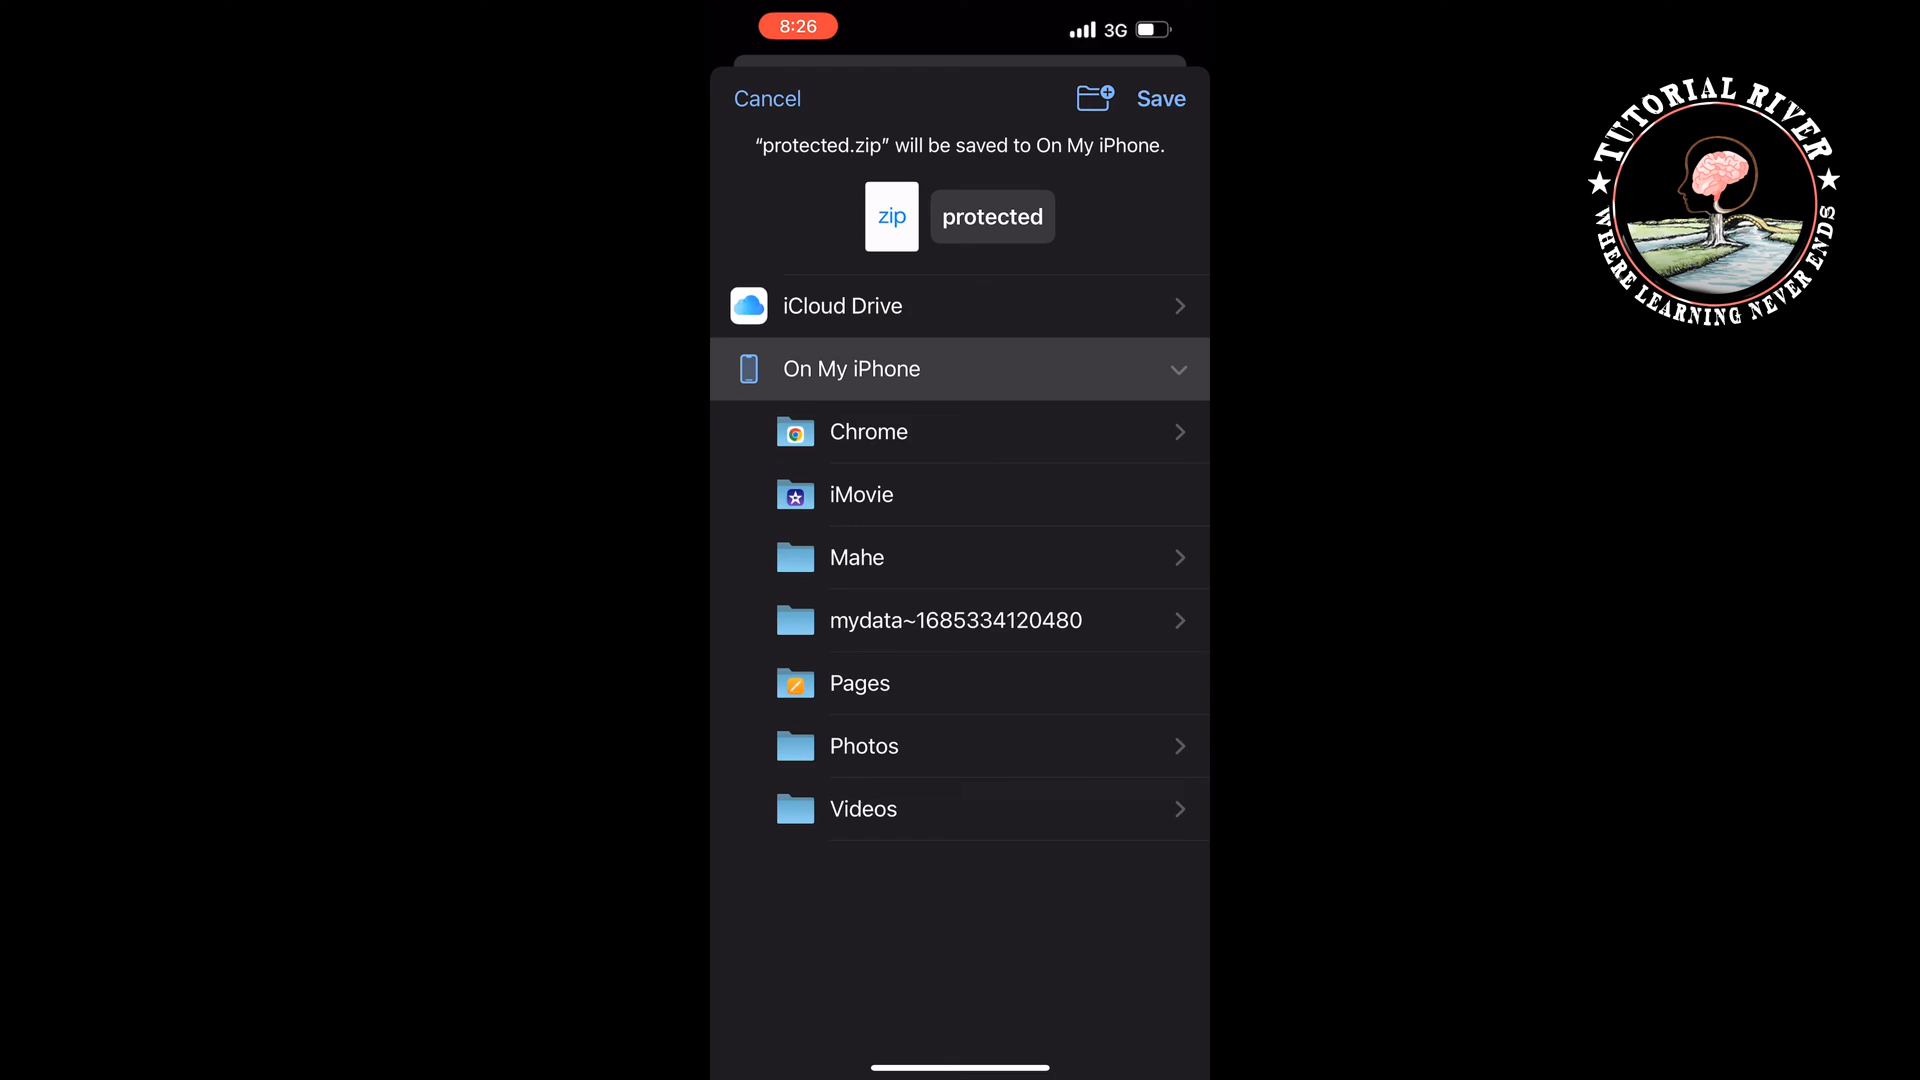 8:26
3G
Cancel
Save
“protected.zip” will be saved to On My iPhone.
zip
protected
iCloud Drive
On My iPhone
Chrome
iMovie
Mahe
mydata~1685334120480
Pages
Photos
Videos
TUTORIAL RIVER
WHERE LEARNING NEVER ENDS